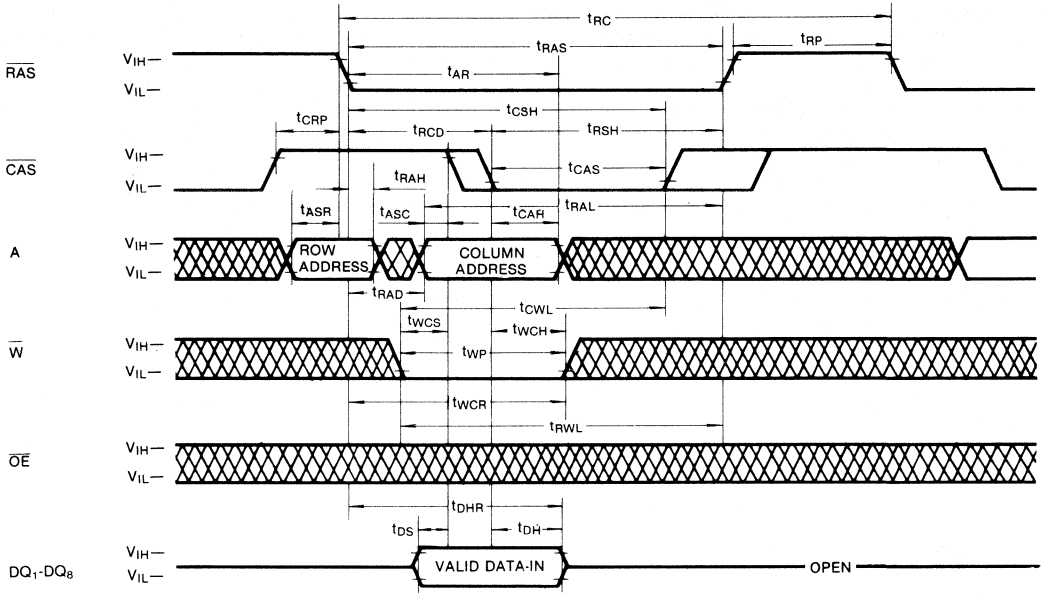 tRC
tRAS
tRP
RAS
VIH
VIL
tAR
tCSH
tCRP
tRCD
tRSH
CAS
VIH
VIL
tRAH
tCAS
tASR
tASC
tCAH
tRAL
A
VIH
VIL
ROW ADDRESS
COLUMN ADDRESS
tRAD
tCWL
tWCS
tWCH
W
VIH
VIL
tWP
tWCR
tRWL
OE
VIH
VIL
tDHR
tDS
tDH
DQ1-DQ8
VIH
VIL
VALID DATA-IN
OPEN